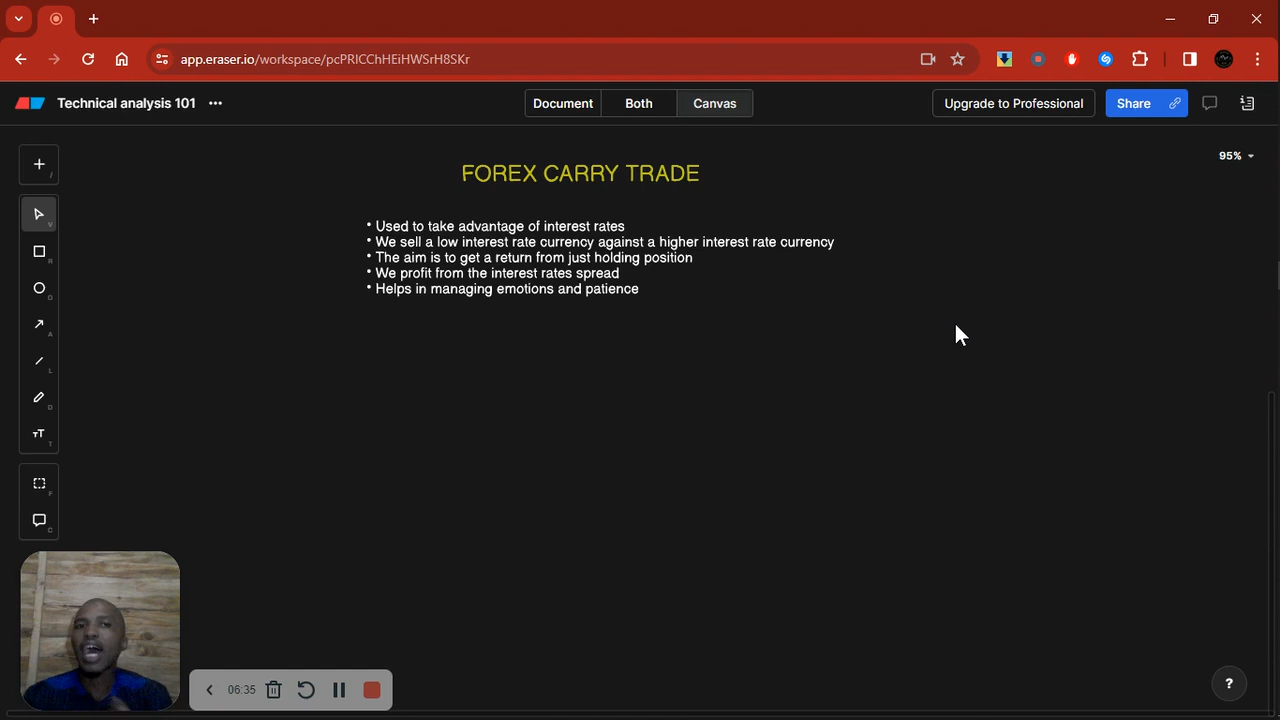 app.eraser.io/workspace/pcPRICChHEiHWSrH8SKr
Technical analysis 101
Document
Both
Canvas
Upgrade to Professional
Share
95%
FOREX CARRY TRADE
• Used to take advantage of interest rates
• We sell a low interest rate currency against a higher interest rate currency
• The aim is to get a return from just holding position
• We profit from the interest rates spread
• Helps in managing emotions and patience
/
V
R
O
A
L
D
TT
T
F
C
06:35
?